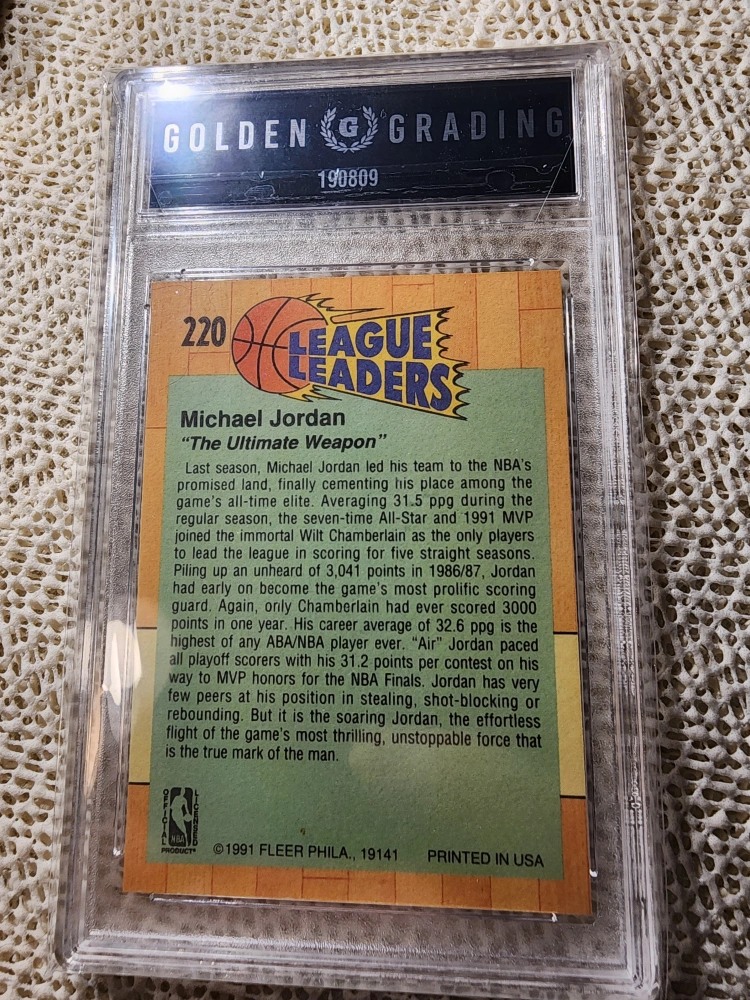 GOLDEN G GRADING
190809
220
LEAGUE
LEADERS
Michael Jordan
“The Ultimate Weapon”
Last season, Michael Jordan led his team to the NBA's
promised land, finally cementing his place among the
game's all-time elite. Averaging 31.5 ppg during the
regular season, the seven-time All-Star and 1991 MVP
joined the immortal Wilt Chamberlain as the only players
to lead the league in scoring for five straight seasons.
Piling up an unheard of 3,041 points in 1986/87, Jordan
had early on become the game's most prolific scoring
guard. Again, only Chamberlain had ever scored 3000
points in one year. His career average of 32.6 ppg is the
highest of any ABA/NBA player ever. “Air” Jordan paced
all playoff scorers with his 31.2 points per contest on his
way to MVP honors for the NBA Finals. Jordan has very
few peers at his position in stealing, shot-blocking or
rebounding. But it is the soaring Jordan, the effortless
flight of the game's most thrilling, unstoppable force that
is the true mark of the man.
OFFICIAL
NBA
LICENSED
PRODUCT®
©1991 FLEER PHILA., 19141
PRINTED IN USA